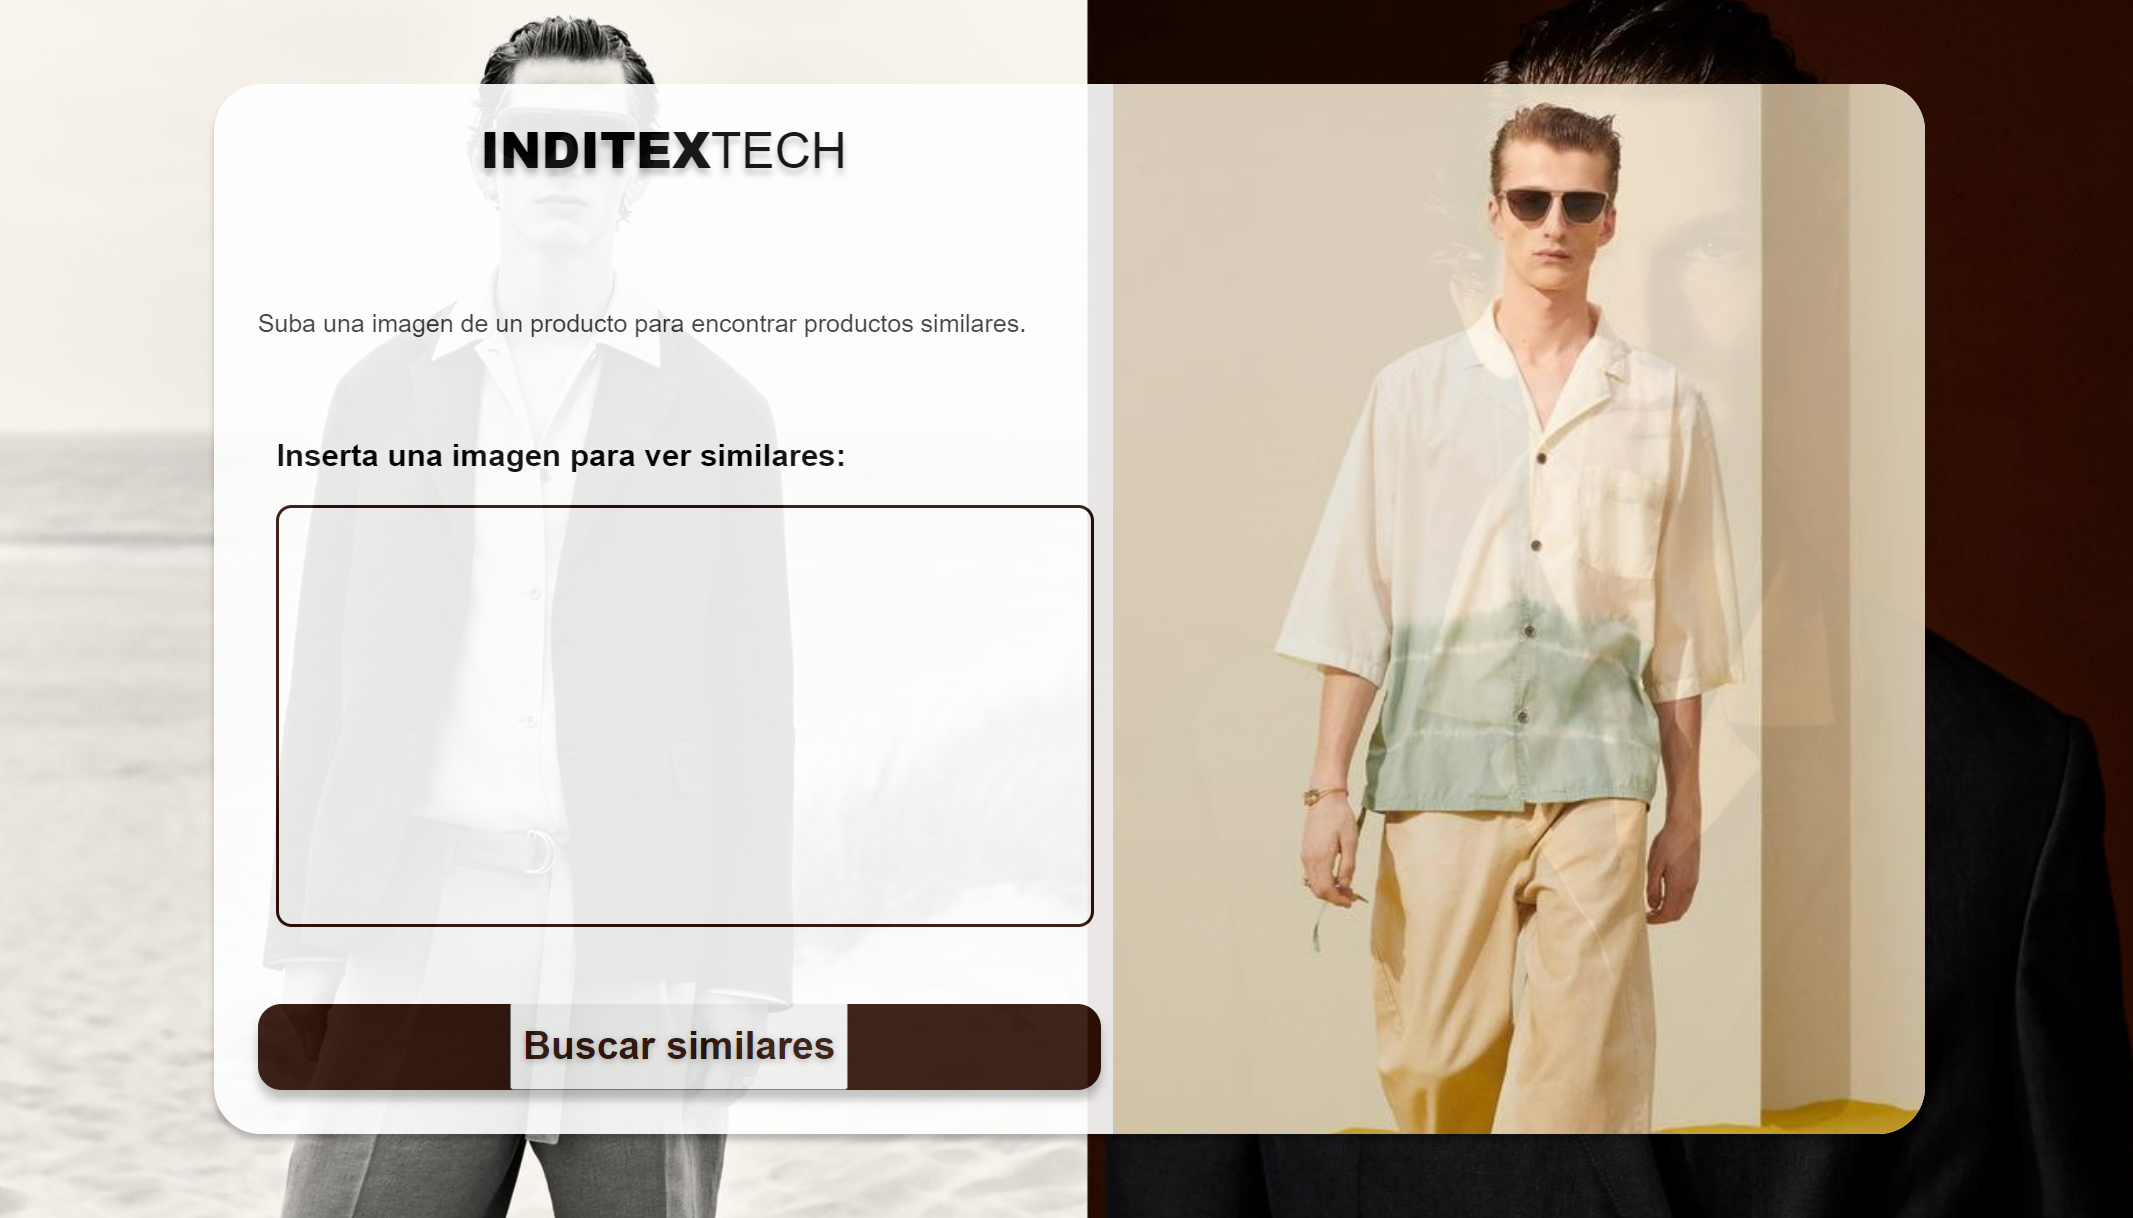 INDITEXTECH
Suba una imagen de un producto para encontrar productos similares.
Inserta una imagen para ver similares:
Buscar similares